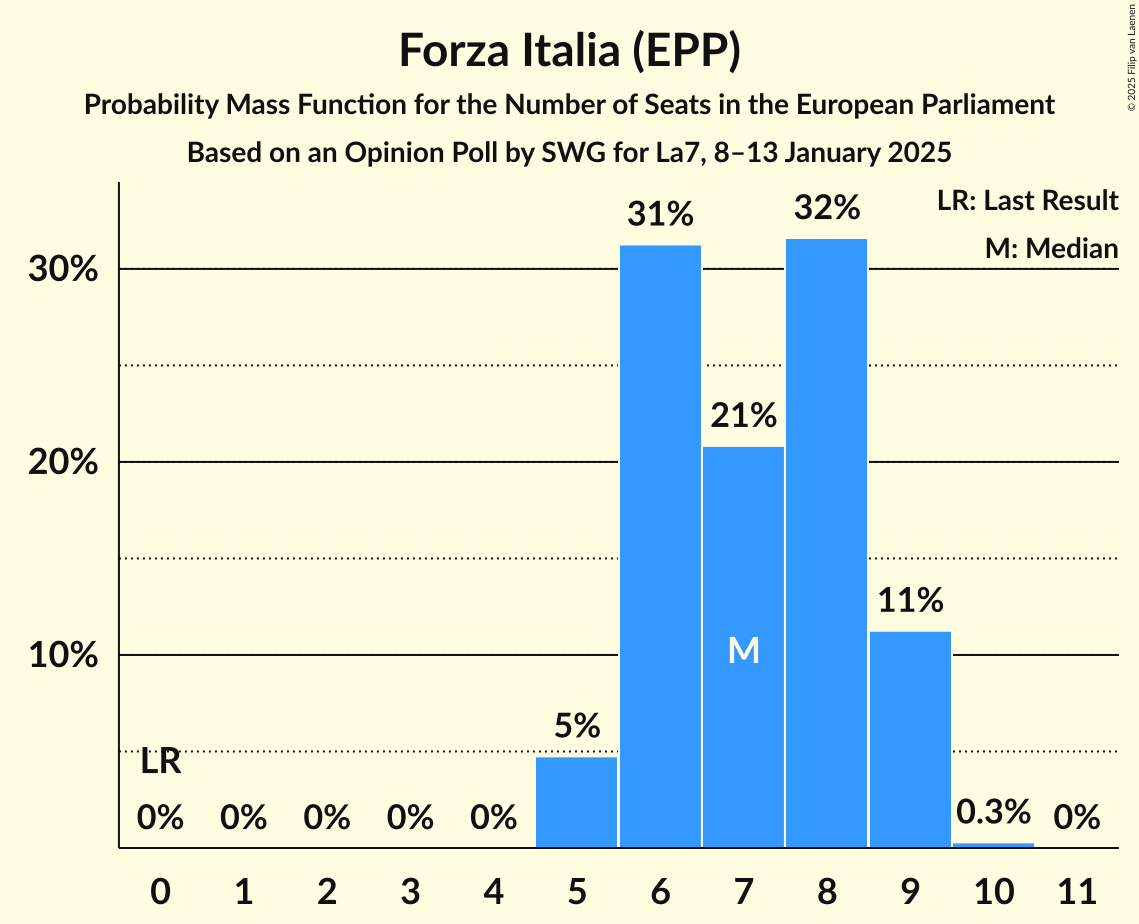 Forza Italia (EPP)
Probability Mass Function for the Number of Seats in the European Parliament
Based on an Opinion Poll by SWG for La7, 8–13 January 2025
© 2025 Filip van Laenen
LR: Last Result
M: Median
30%
20%
10%
31%
32%
21%
11%
5%
0.3%
M
LR
0% 0% 0% 0% 0% 0%
0 1 2 3 4 5 6 7 8 9 10 11